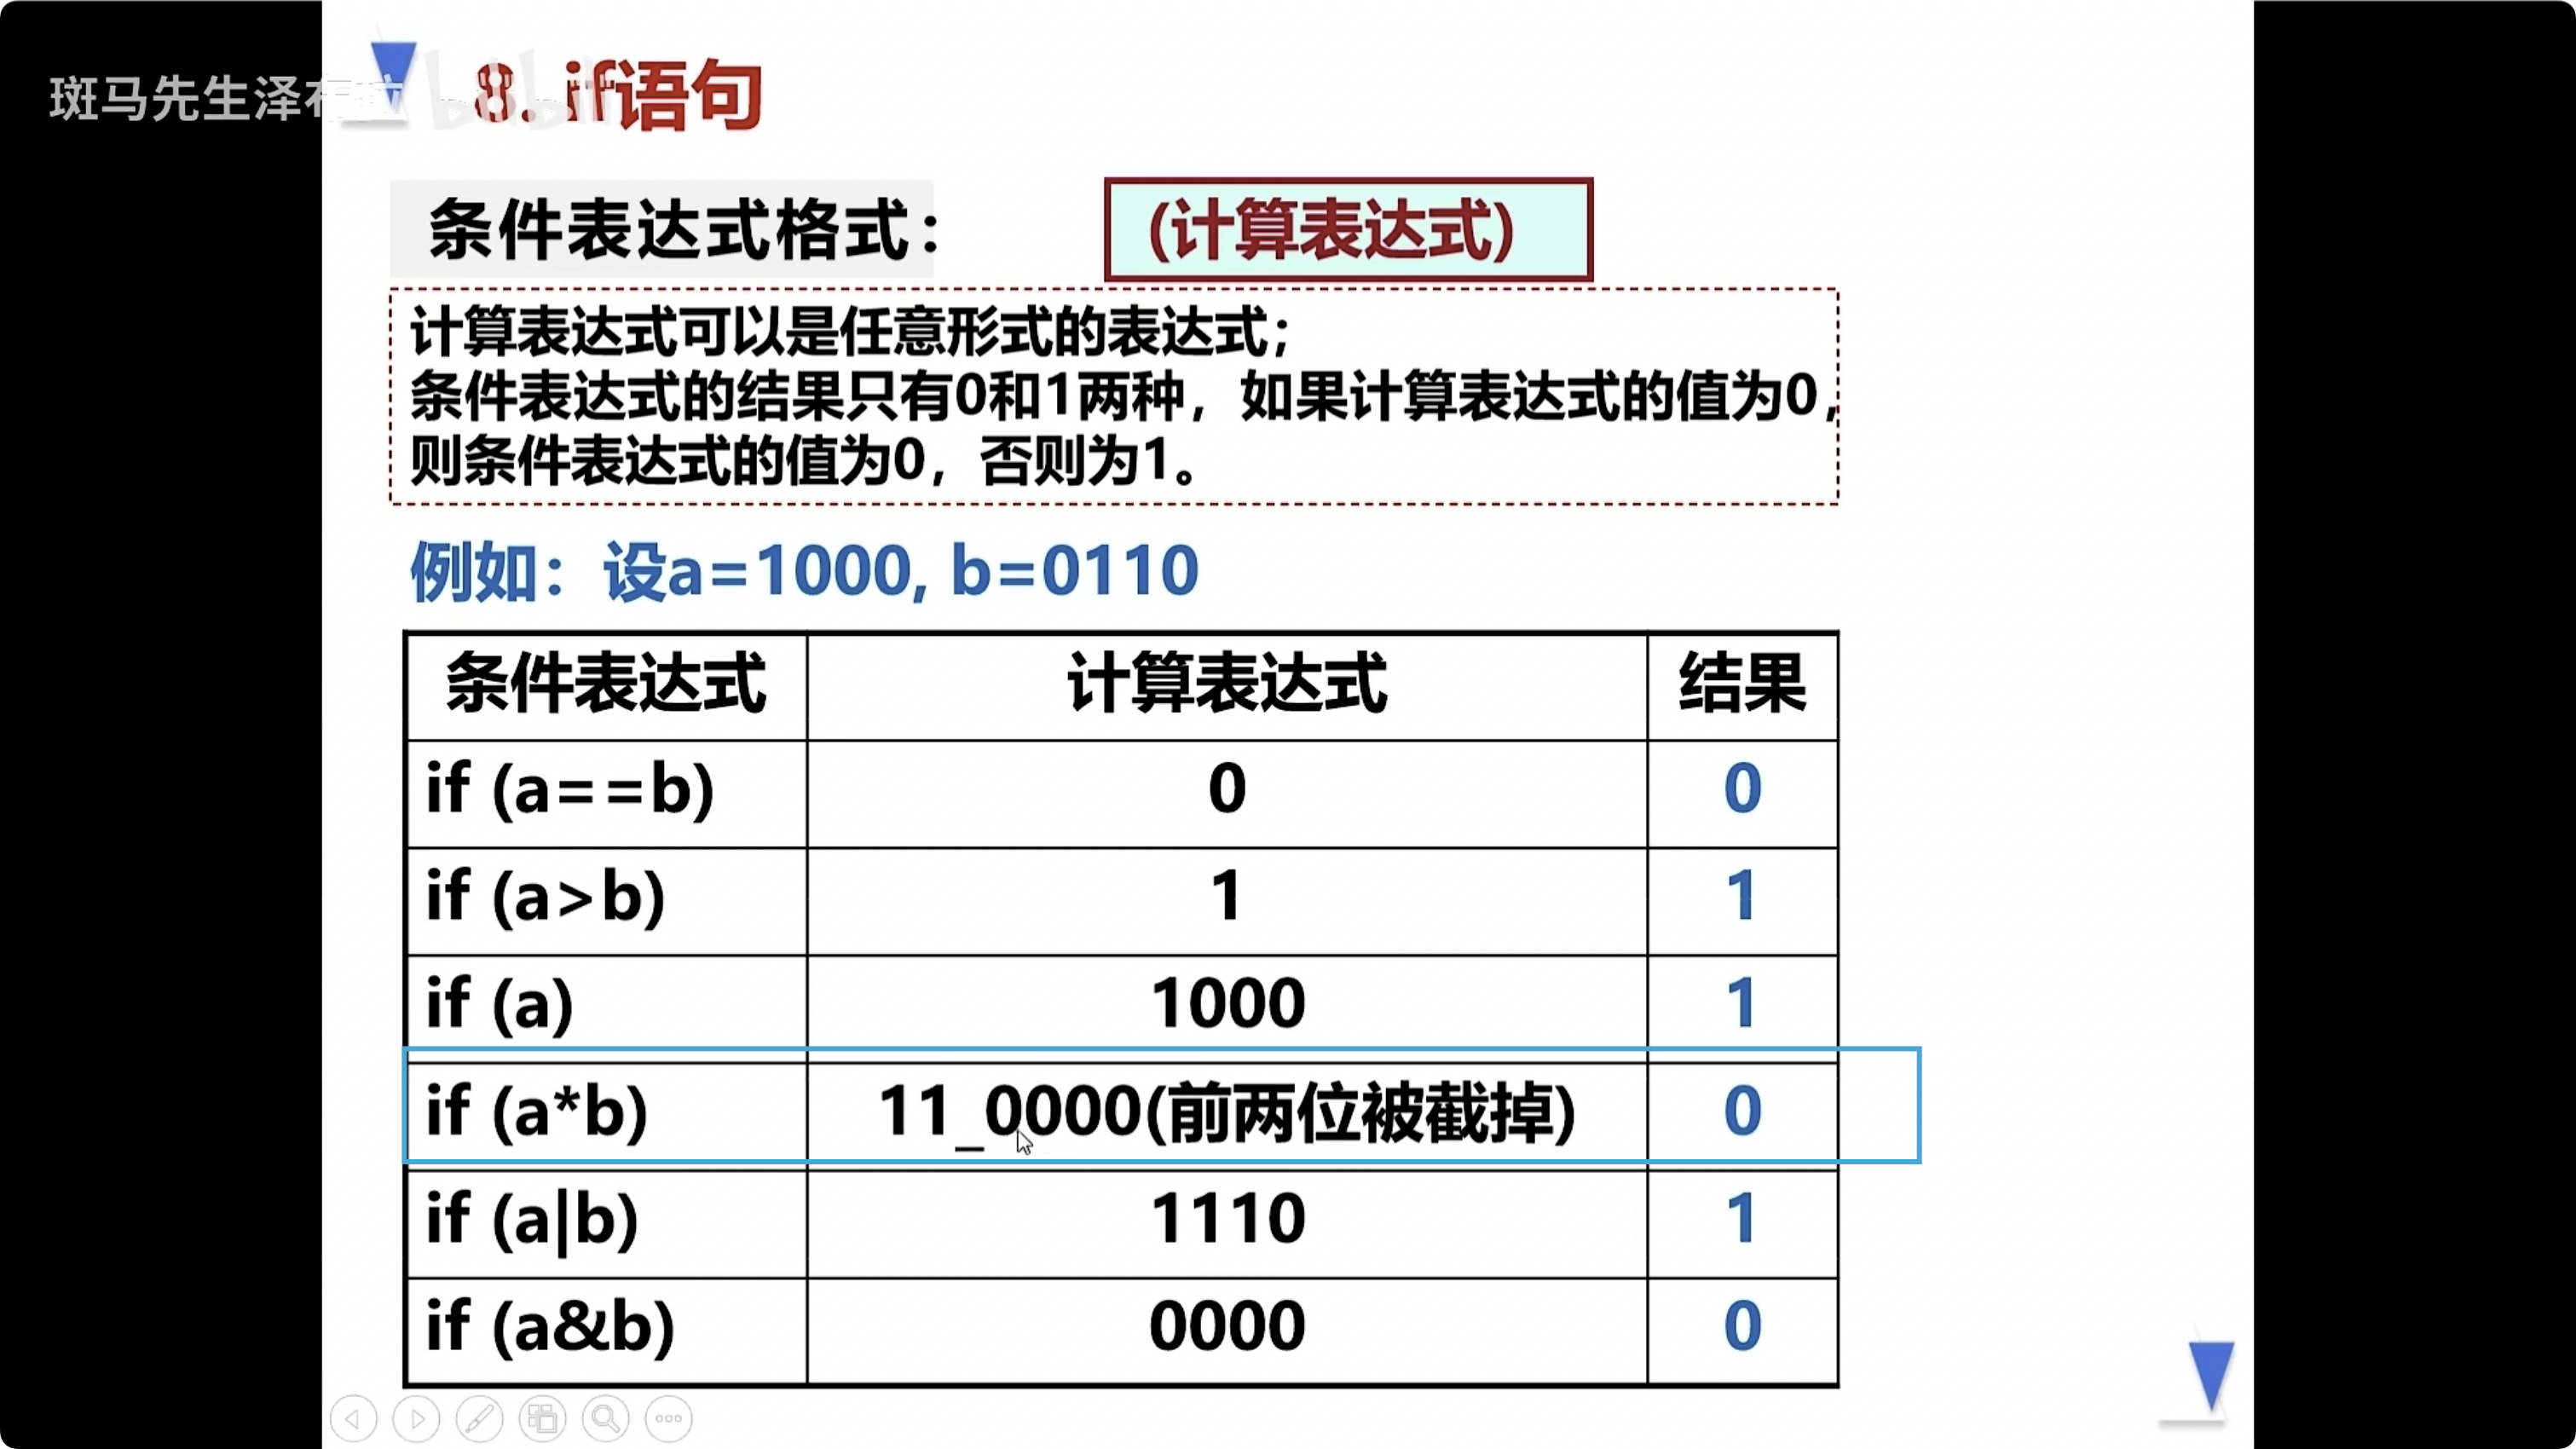 斑马先生泽布拉
8. if语句
条件表达式格式：
(计算表达式)
计算表达式可以是任意形式的表达式；
条件表达式的结果只有0和1两种，如果计算表达式的值为0，
则条件表达式的值为0，否则为1。
例如：设a=1000, b=0110
条件表达式 计算表达式 结果
if (a==b) 0 0
if (a>b) 1 1
if (a) 1000 1
if (a*b) 11_0000(前两位被截掉) 0
if (a|b) 1110 1
if (a&b) 0000 0